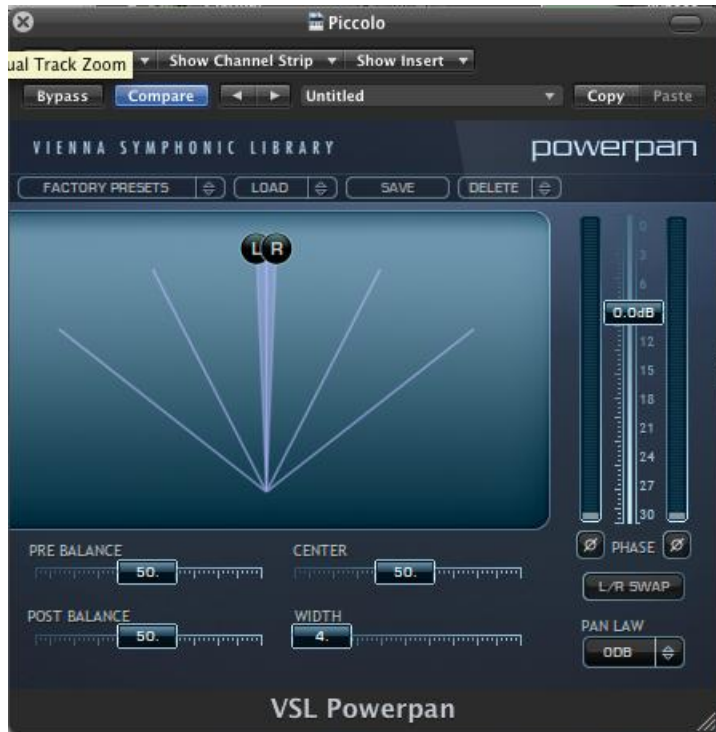 Piccolo
ual Track Zoom Show Channel Strip Show Insert
Bypass Compare Untitled Copy Paste
VIENNA SYMPHONIC LIBRARY powerpan
FACTORY PRESETS LOAD SAVE DELETE
L R
0
3
6
0.0dB
12
15
18
21
24
27
30
PRE BALANCE CENTER Ø PHASE Ø
50. 50.
L/R SWAP
POST BALANCE WIDTH PAN LAW
50. 4.
0DB
VSL Powerpan